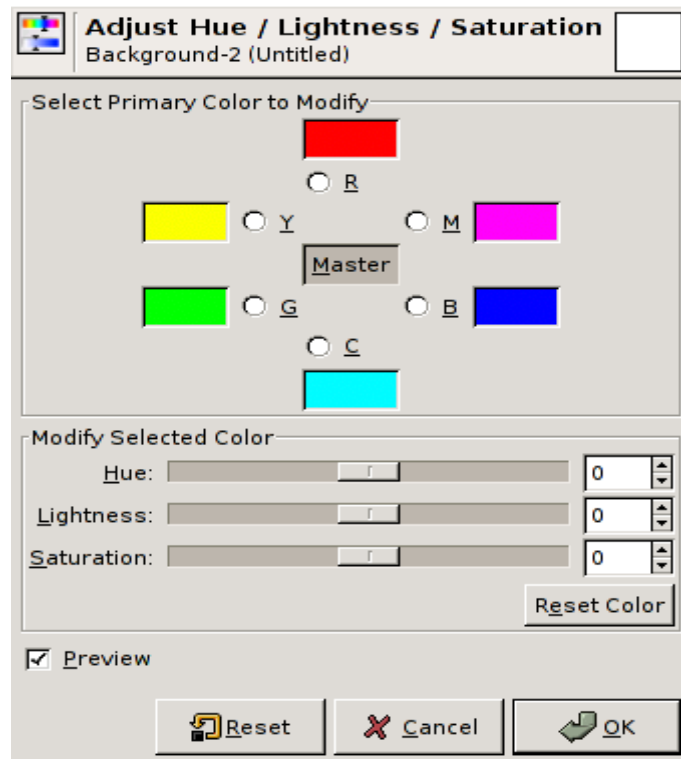 Adjust Hue / Lightness / Saturation
Background-2 (Untitled)
Select Primary Color to Modify
R
Y M
Master
G B
C
Modify Selected Color
Hue: 0
Lightness: 0
Saturation: 0
Reset Color
Preview
Reset Cancel OK